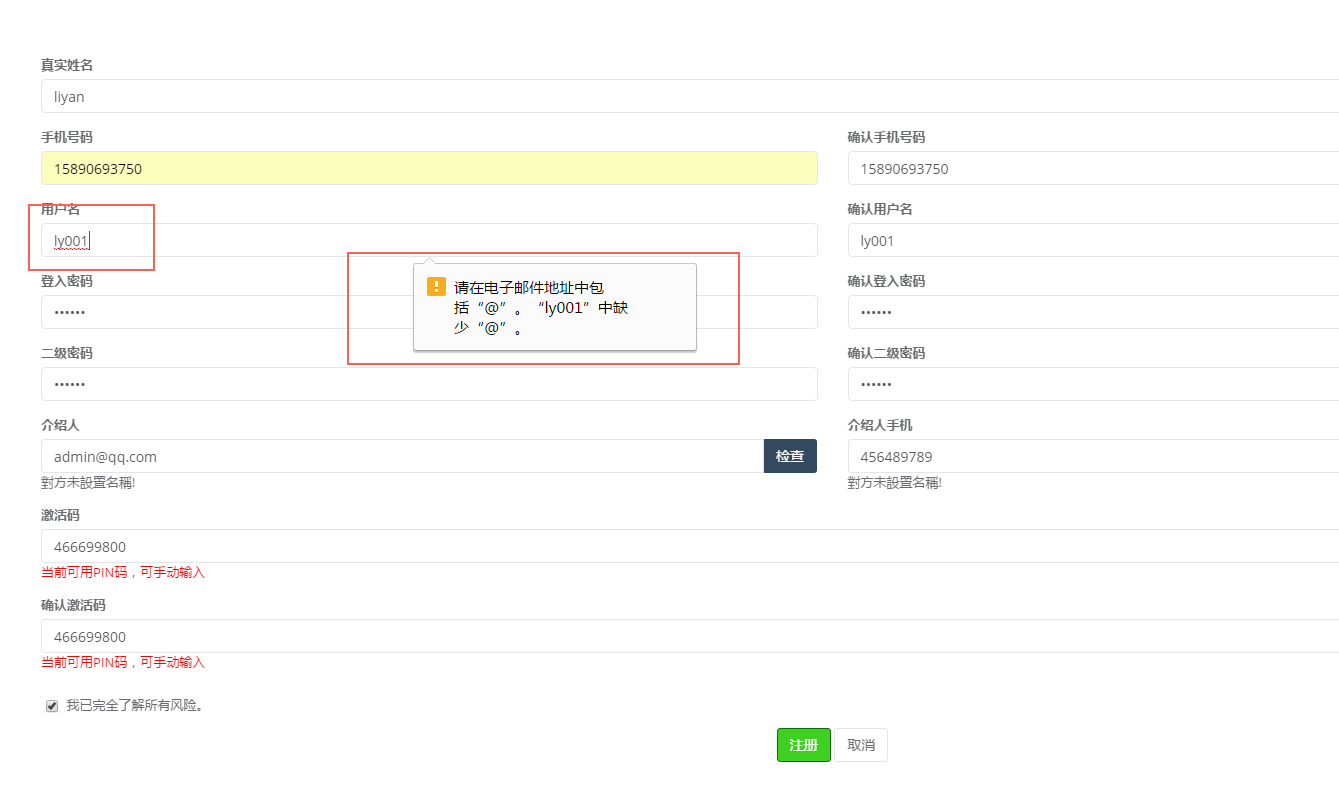 真实姓名
liyan
手机号码
确认手机号码
15890693750
15890693750
用户名
确认用户名
ly001
ly001
请在电子邮件地址中包
括“@”。“ly001”中缺
少“@”。
登入密码
确认登入密码
••••••
••••••
二级密码
确认二级密码
••••••
••••••
介绍人
介绍人手机
admin@qq.com
检查
456489789
對方未設置名稱!
對方未設置名稱!
激活码
466699800
当前可用PIN码，可手动输入
确认激活码
466699800
当前可用PIN码，可手动输入
我已完全了解所有风险。
注册
取消